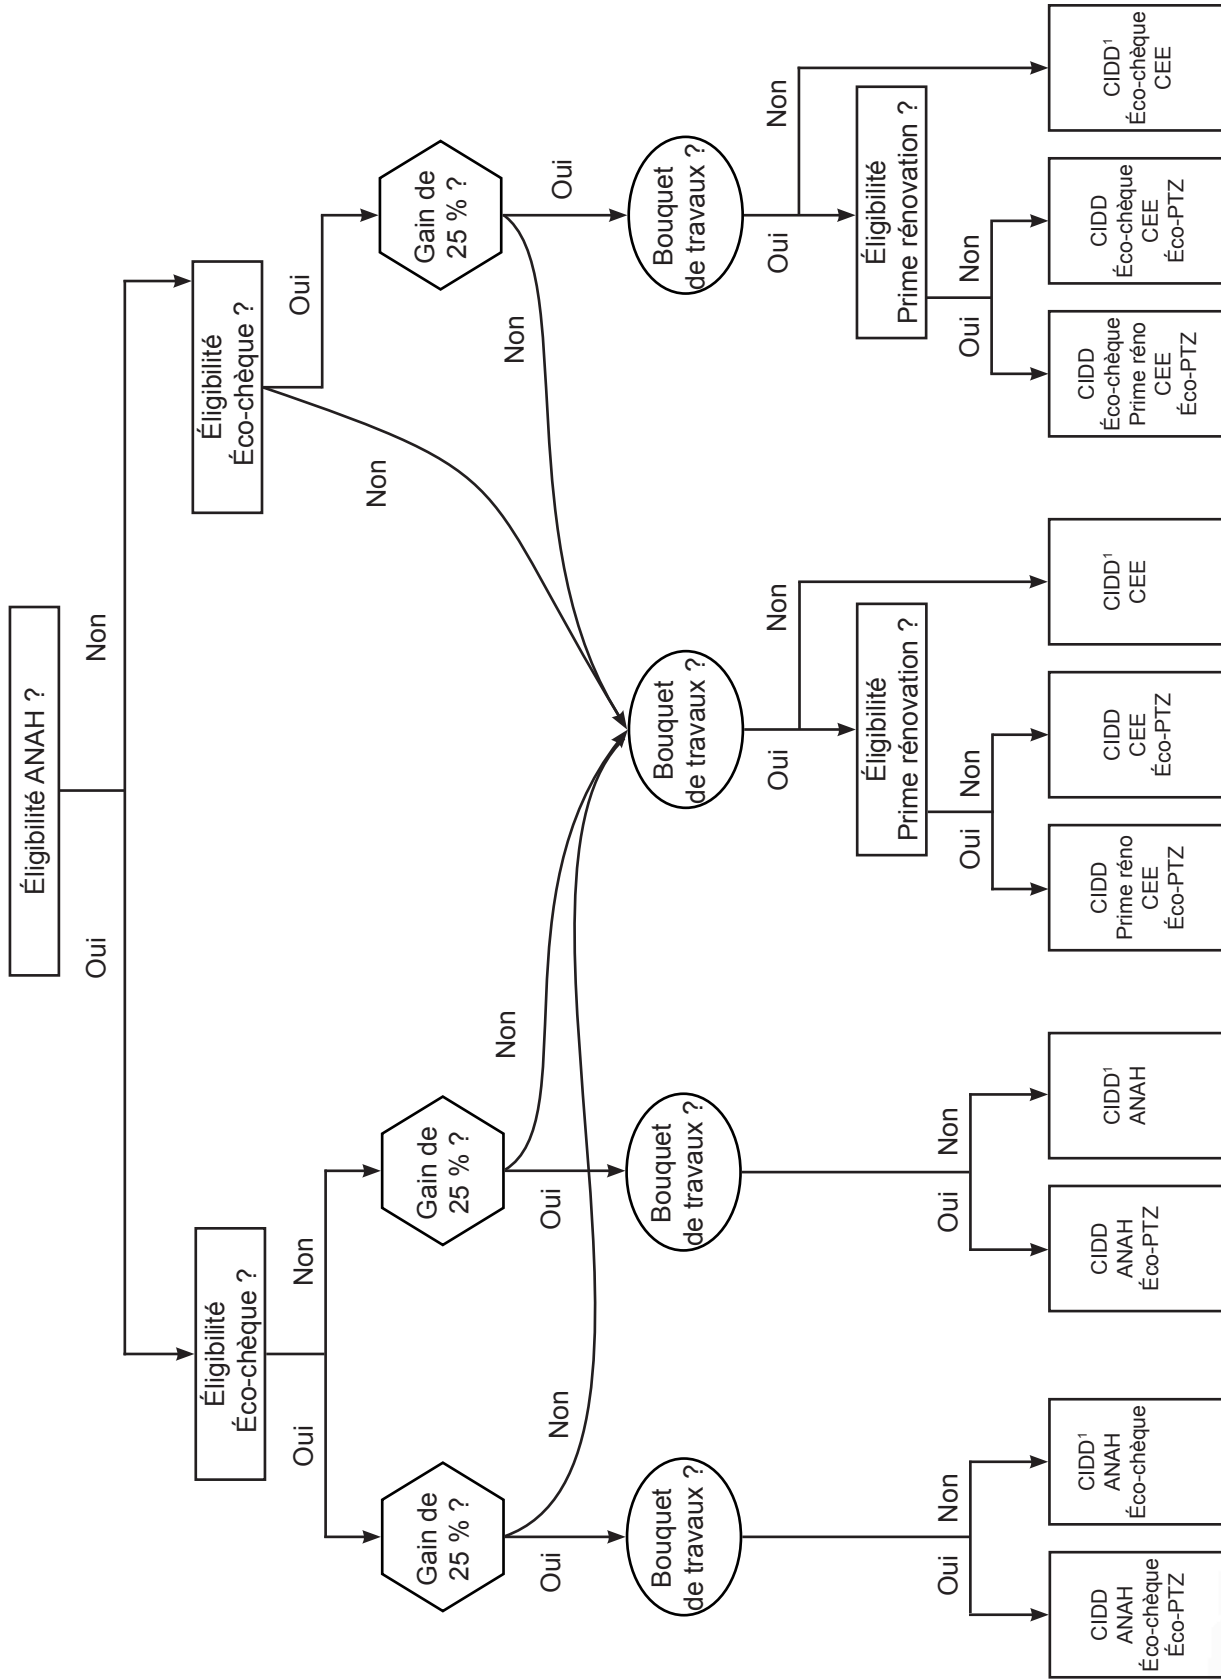 Éligibilité ANAH ?
Oui
Non
Éligibilité
Éco-chèque ?
Éligibilité
Éco-chèque ?
Oui
Non
Non
Oui
Gain de
25 % ?
Gain de
25 % ?
Gain de
25 % ?
Oui
Non
Oui
Non
Non
Oui
Bouquet
de travaux ?
Bouquet
de travaux ?
Bouquet
de travaux ?
Bouquet
de travaux ?
Oui
Non
Oui
Non
Éligibilité
Prime rénovation ?
Éligibilité
Prime rénovation ?
Oui
Non
Oui
Non
Oui
Non
Oui
Non
CIDD
ANAH
Éco-chèque
Éco-PTZ
CIDD¹
ANAH
Éco-chèque
CIDD
ANAH
Éco-PTZ
CIDD¹
ANAH
CIDD
Prime réno
CEE
Éco-PTZ
CIDD
CEE
Éco-PTZ
CIDD¹
CEE
CIDD
Éco-chèque
Prime réno
CEE
Éco-PTZ
CIDD
Éco-chèque
CEE
Éco-PTZ
CIDD¹
Éco-chèque
CEE